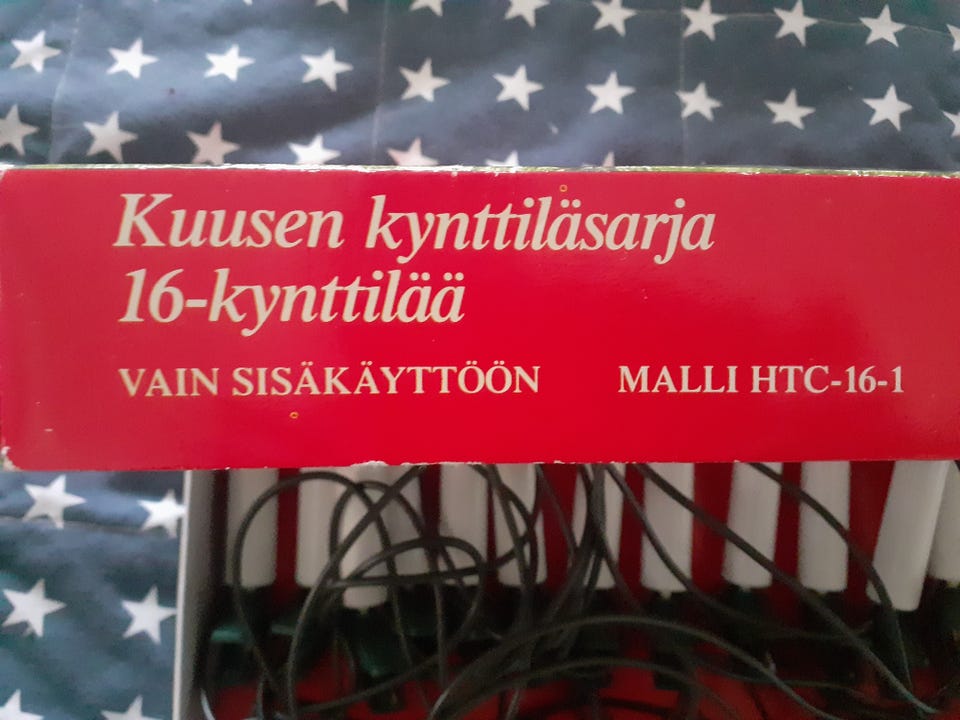 Kuusen kynttiläsarja
16-kynttilää
VAIN SISÄKÄYTTÖÖN MALLI HTC-16-1